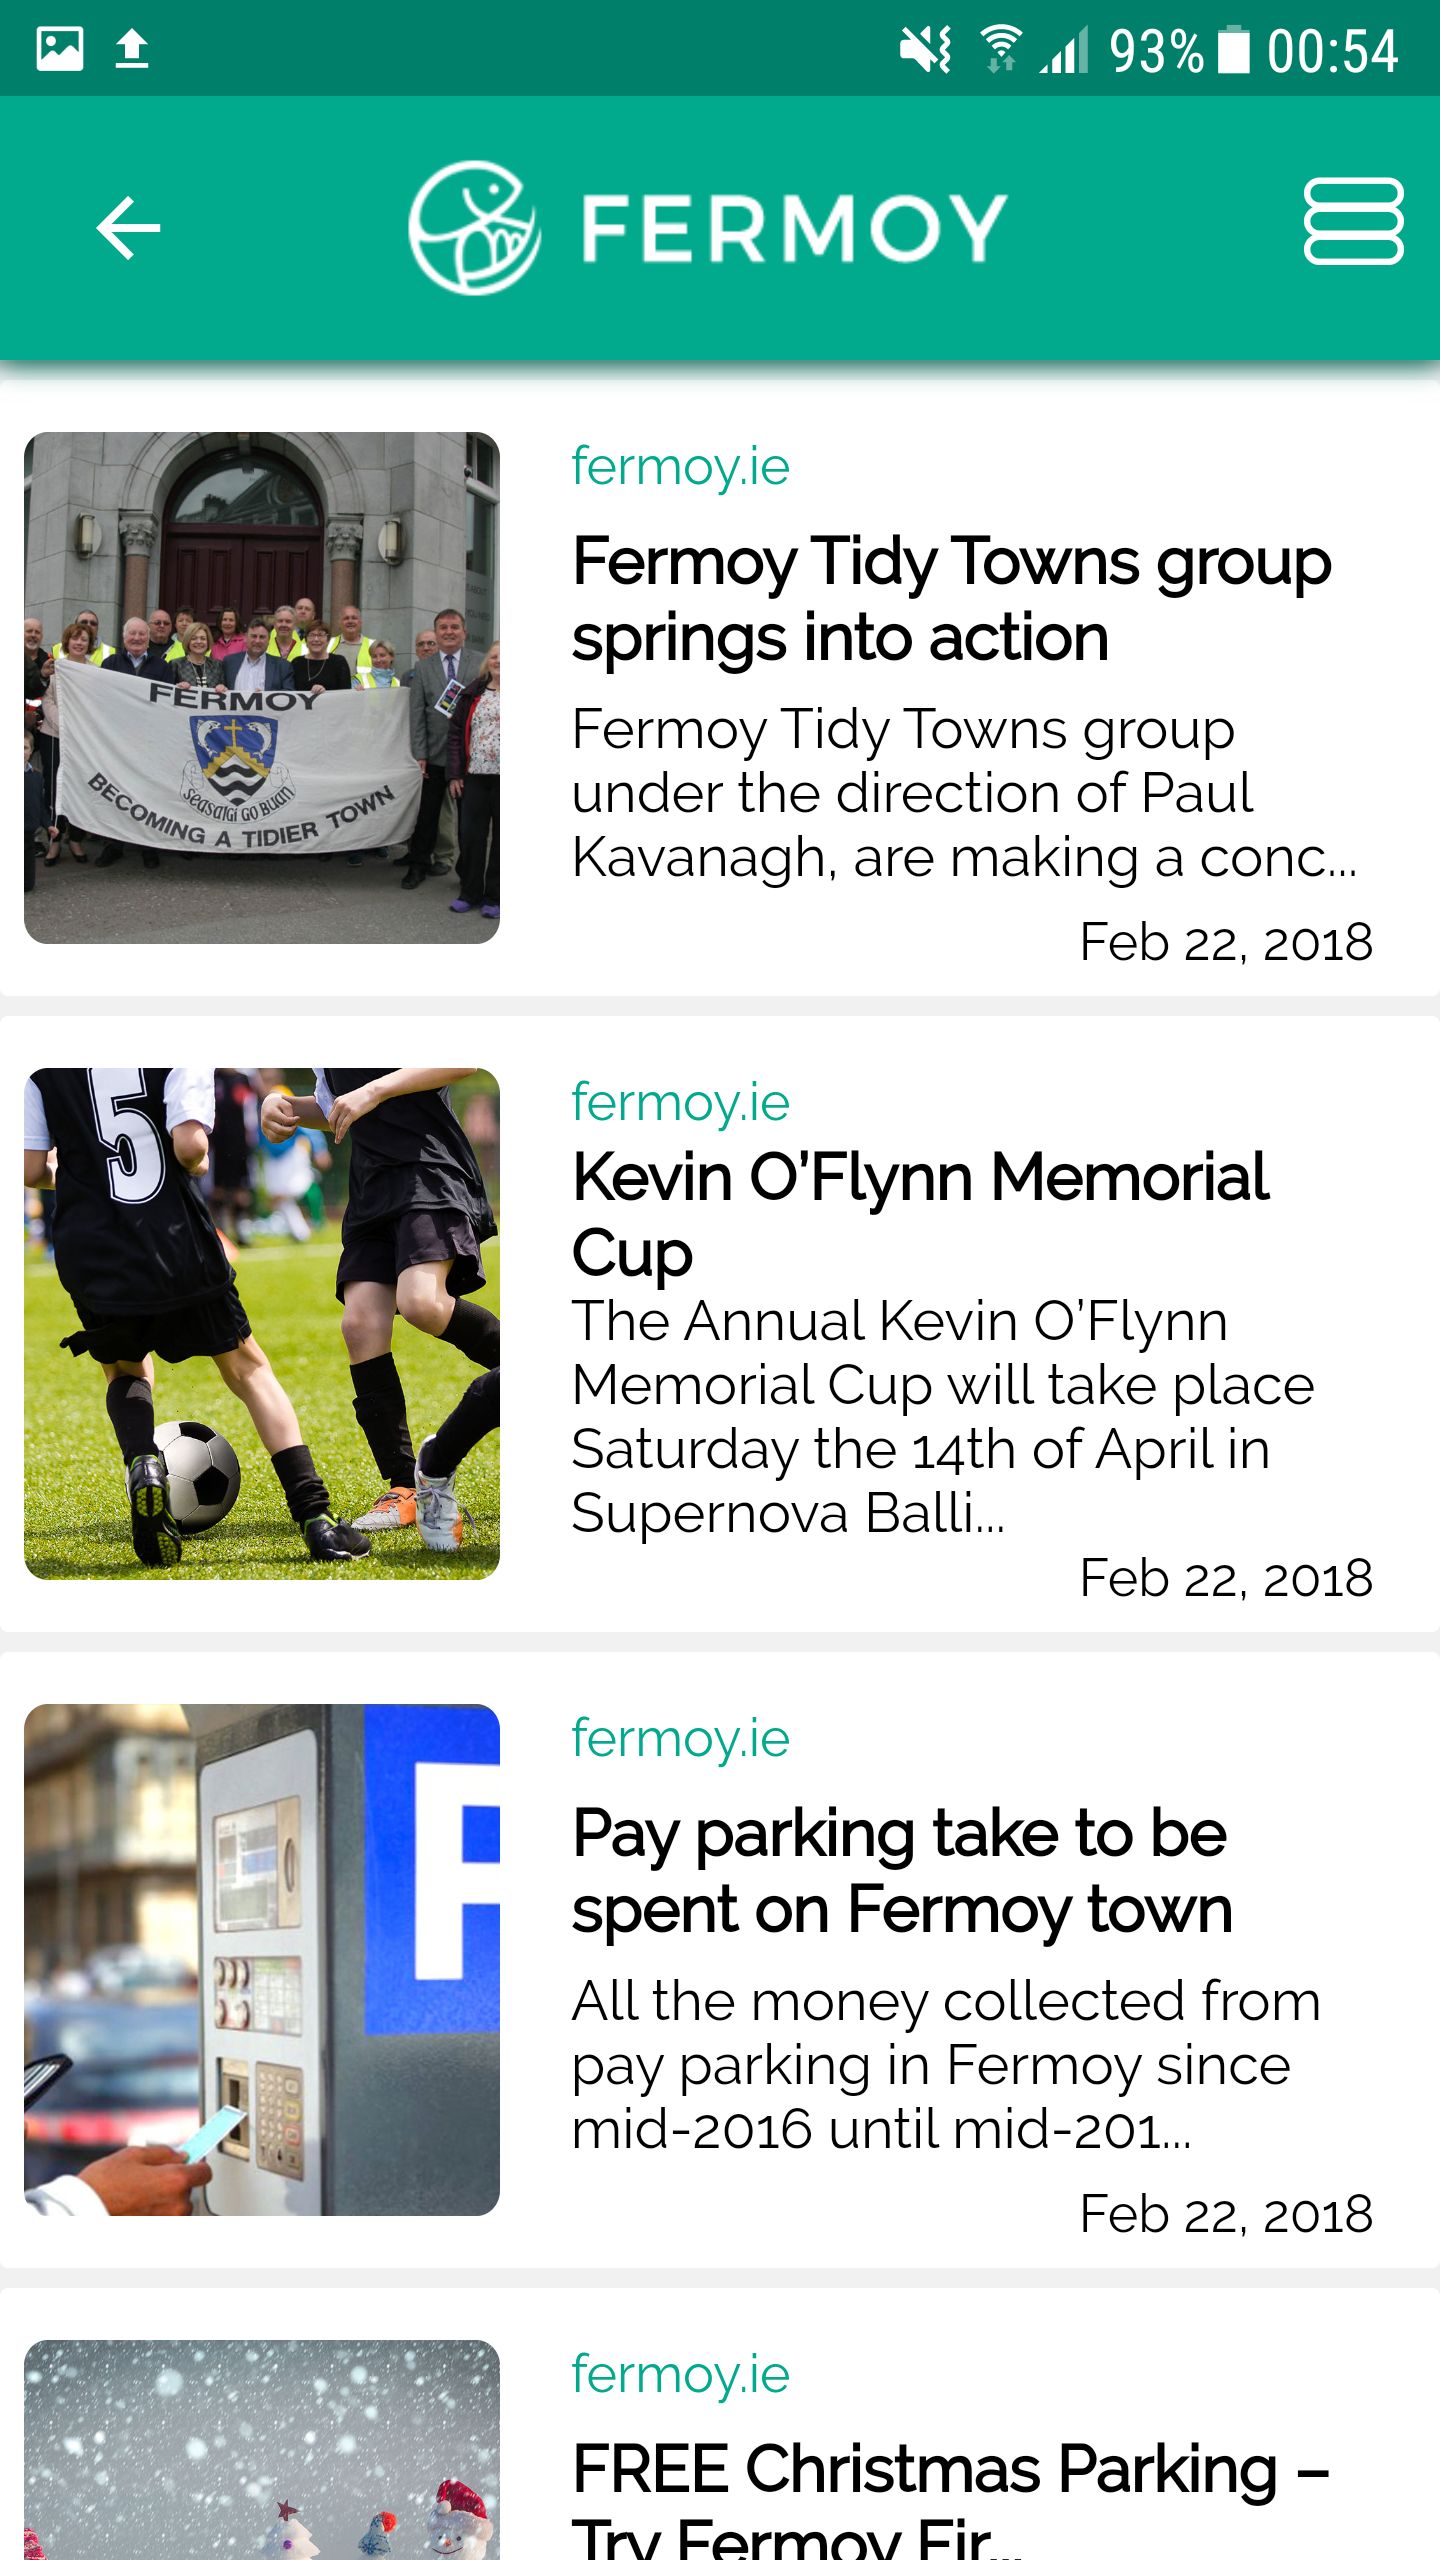 93% 00:54
FERMOY
fermoy.ie
Fermoy Tidy Towns group
springs into action
Fermoy Tidy Towns group
under the direction of Paul
Kavanagh, are making a conc...
Feb 22, 2018
FERMOY
SEASAIGÍ GO BUAN
BECOMING A TIDIER TOWN
fermoy.ie
Kevin O’Flynn Memorial
Cup
The Annual Kevin O’Flynn
Memorial Cup will take place
Saturday the 14th of April in
Supernova Balli...
Feb 22, 2018
5
fermoy.ie
Pay parking take to be
spent on Fermoy town
All the money collected from
pay parking in Fermoy since
mid-2016 until mid-201...
Feb 22, 2018
P
fermoy.ie
FREE Christmas Parking –
Try Fermoy Fir...